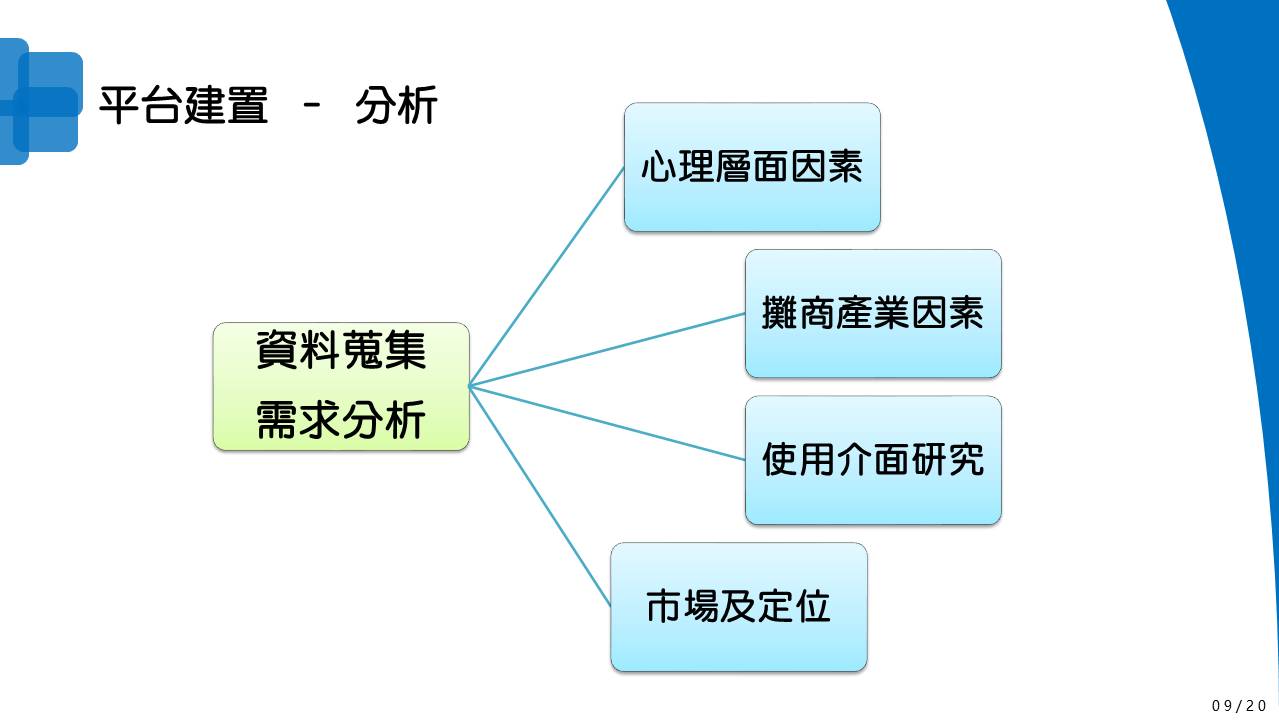 平台建置 - 分析
心理層面因素
攤商產業因素
資料蒐集
需求分析
使用介面研究
市場及定位
09/20